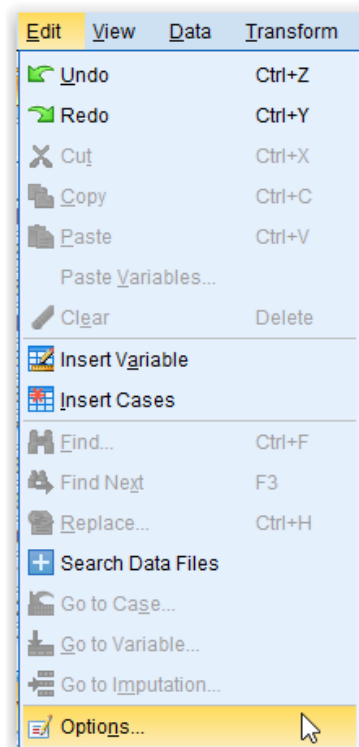 Edit View Data Transform
Undo Ctrl+Z
Redo Ctrl+Y
Cut Ctrl+X
Copy Ctrl+C
Paste Ctrl+V
Paste Variables...
Clear Delete
Insert Variable
Insert Cases
Find... Ctrl+F
Find Next F3
Replace... Ctrl+H
Search Data Files
Go to Case...
Go to Variable...
Go to Imputation...
Options...